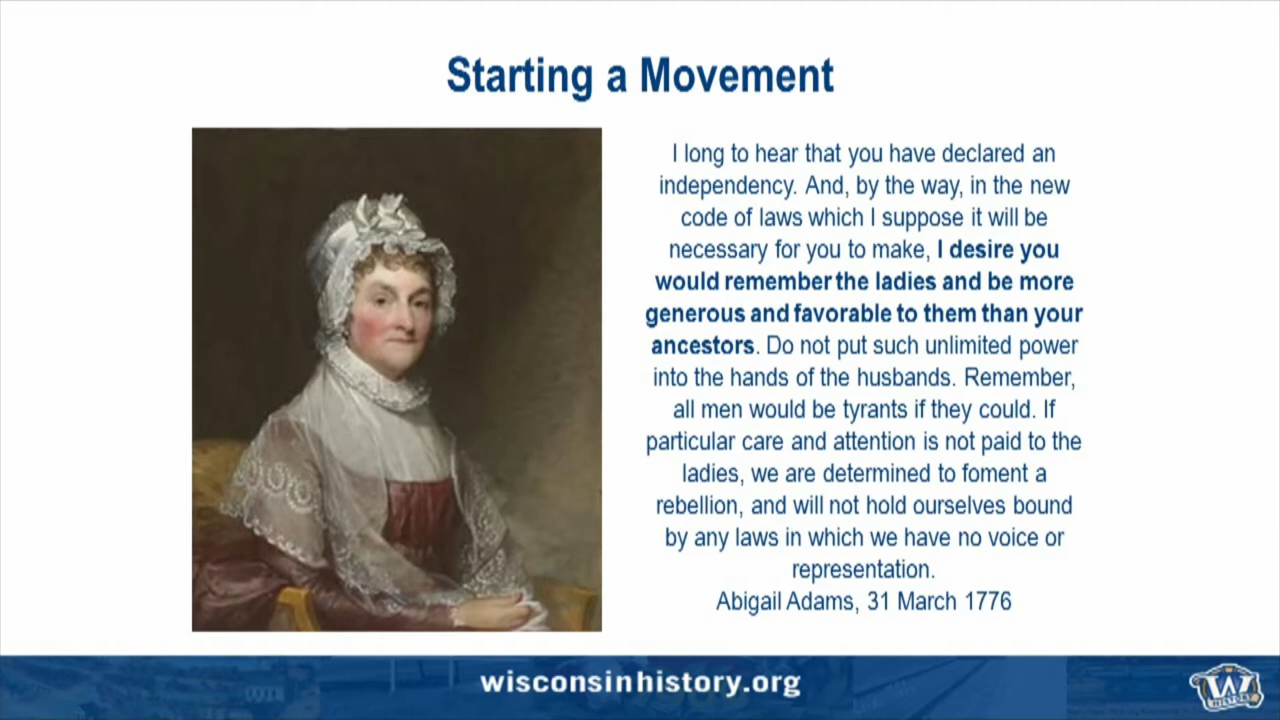 Starting a Movement
I long to hear that you have declared an
independency. And, by the way, in the new
code of laws which I suppose it will be
necessary for you to make, I desire you
would remember the ladies and be more
generous and favorable to them than your
ancestors. Do not put such unlimited power
into the hands of the husbands. Remember,
all men would be tyrants if they could. If
particular care and attention is not paid to the
ladies, we are determined to foment a
rebellion, and will not hold ourselves bound
by any laws in which we have no voice or
representation.
Abigail Adams, 31 March 1776
wisconsinhistory.org
W
HISTORY